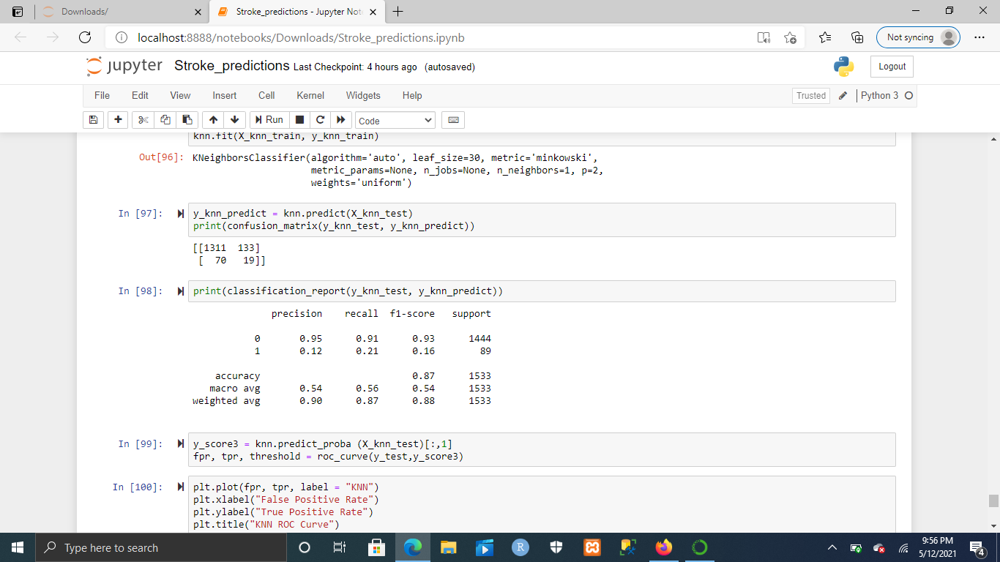 Downloads/
Stroke_predictions - Jupyter Not
localhost:8888/notebooks/Downloads/Stroke_predictions.ipynb
Not syncing
jupyter Stroke_predictions Last Checkpoint: 4 hours ago (autosaved)
Logout
File Edit View Insert Cell Kernel Widgets Help
Trusted Python 3
Run Code
knn.fit(X_knn_train, y_knn_train)
Out[96]: KNeighborsClassifier(algorithm='auto', leaf_size=30, metric='minkowski',
metric_params=None, n_jobs=None, n_neighbors=1, p=2,
weights='uniform')
In [97]: y_knn_predict = knn.predict(X_knn_test)
print(confusion_matrix(y_knn_test, y_knn_predict))
[[1311 133]
[ 70 19]]
In [98]: print(classification_report(y_knn_test, y_knn_predict))
precision recall f1-score support
0 0.95 0.91 0.93 1444
1 0.12 0.21 0.16 89
accuracy 0.87 1533
macro avg 0.54 0.56 0.54 1533
weighted avg 0.90 0.87 0.88 1533
In [99]: y_score3 = knn.predict_proba (X_knn_test)[:,1]
fpr, tpr, threshold = roc_curve(y_test,y_score3)
In [100]: plt.plot(fpr, tpr, label = "KNN")
plt.xlabel("False Positive Rate")
plt.ylabel("True Positive Rate")
plt.title("KNN ROC Curve")
Type here to search
R
9:56 PM
5/12/2021
4